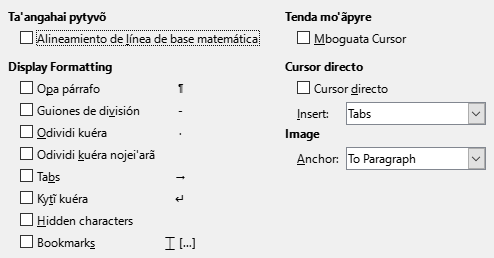 Ta'angahai pytyvõ
Alineamiento de línea de base matemática
Display Formatting
Opa párrafo ¶
Guiones de división -
Odividi kuéra ·
Odividi kuéra nojei'arã
Tabs →
Kytĩ kuéra ↵
Hidden characters
Bookmarks [...]
Tenda mo'ãpyre
Mboguata Cursor
Cursor directo
Cursor directo
Insert: Tabs
Image
Anchor: To Paragraph